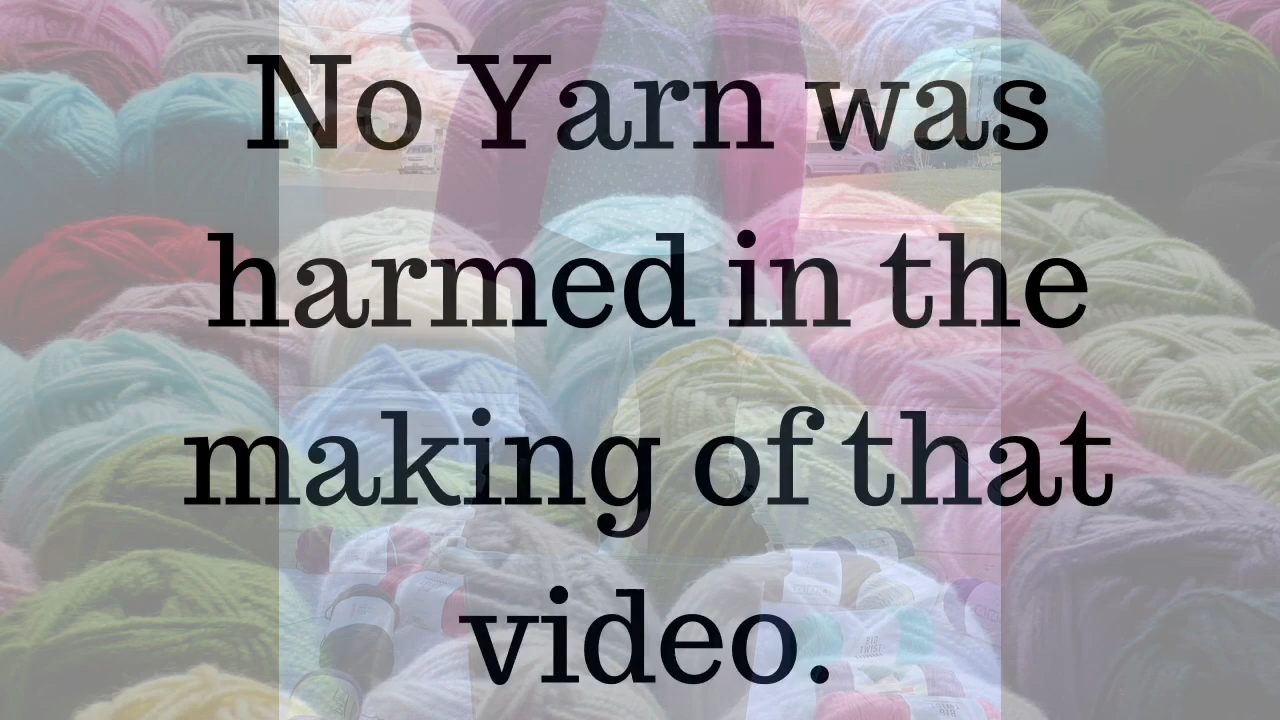 No Yarn was
harmed in the
making of that
video.